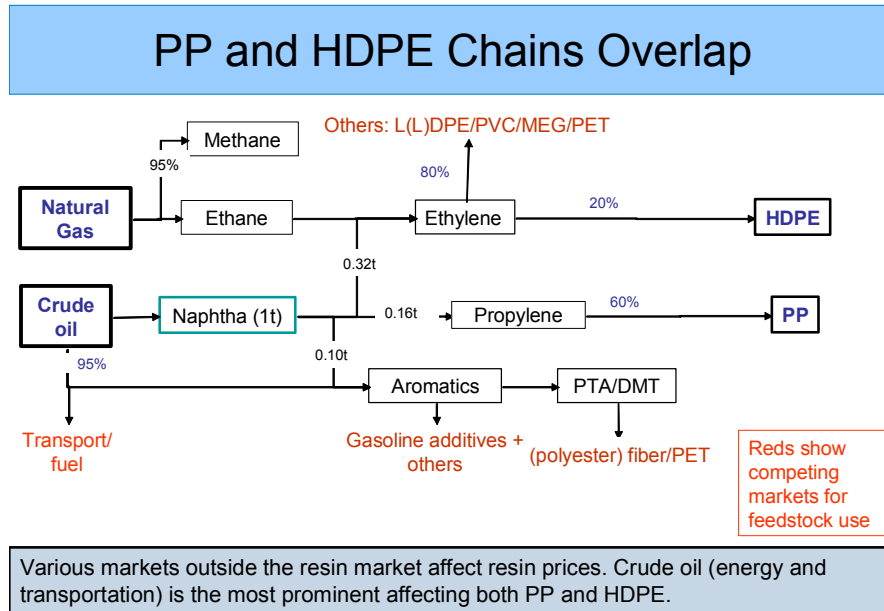 PP and HDPE Chains Overlap
Others: L(L)DPE/PVC/MEG/PET
Methane
95%
80%
Natural
Gas
Ethane
Ethylene
20%
HDPE
0.32t
Crude
oil
Naphtha (1t)
0.16t
Propylene
60%
PP
0.10t
95%
Aromatics
PTA/DMT
Transport/
fuel
Gasoline additives +
others
(polyester) fiber/PET
Reds show
competing
markets for
feedstock use
Various markets outside the resin market affect resin prices. Crude oil (energy and
transportation) is the most prominent affecting both PP and HDPE.